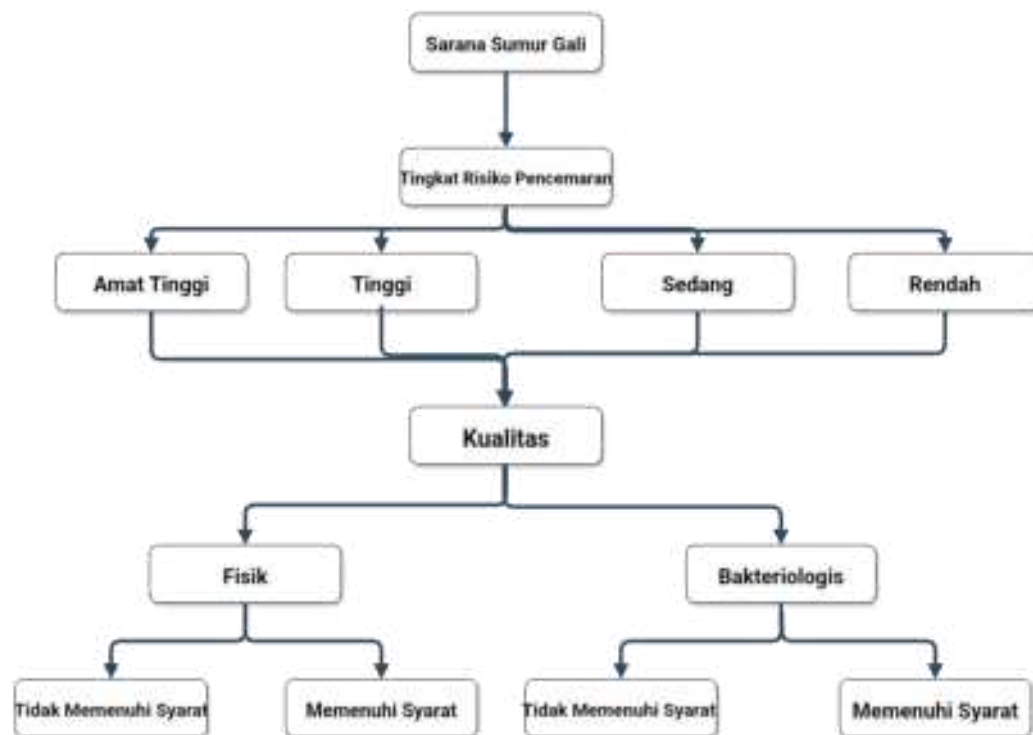 Sarana Sumur Gali
Tingkat Risiko Pencemaran
Amat Tinggi
Tinggi
Sedang
Rendah
Kualitas
Fisik
Bakteriologis
Tidak Memenuhi Syarat
Memenuhi Syarat
Tidak Memenuhi Syarat
Memenuhi Syarat